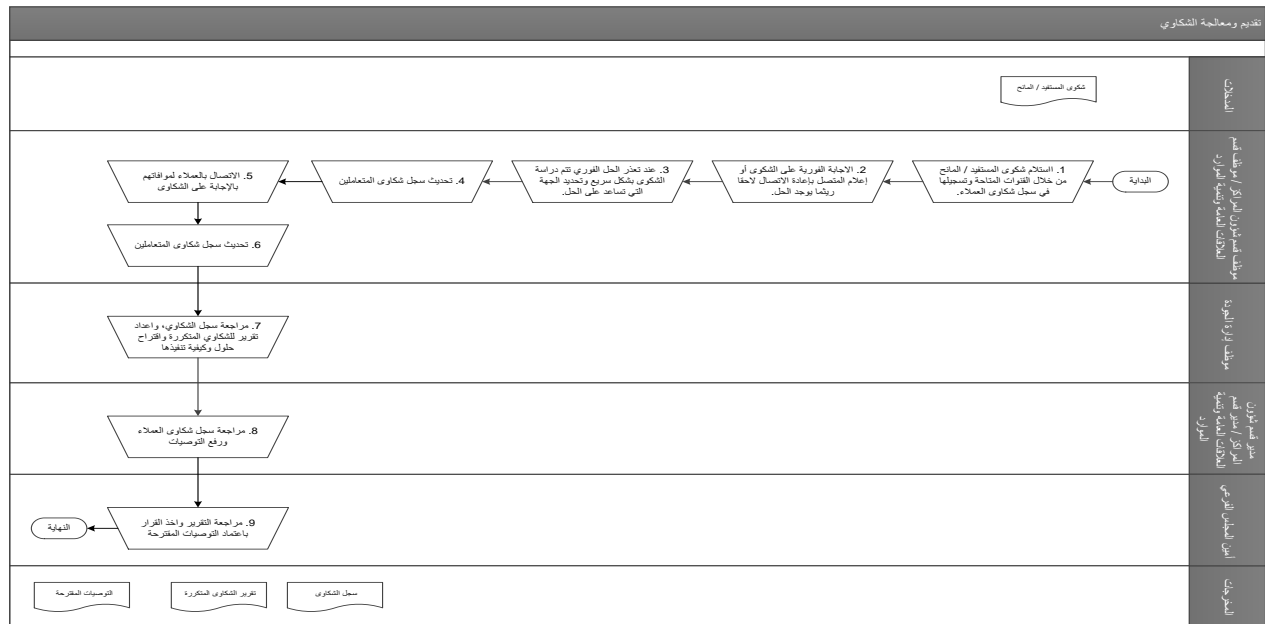 تقديم ومعالجة الشكاوي
المدخلات
شكوى المستفيد / المانح
موظف قسم شؤون المراكز / موظف قسم
العلاقات العامة وتنمية الموارد
البداية
1. ااستلام شكوى المستفيد / المانح
من خلال القنوات المتاحة وتسجيلها
في سجل شكاوى العملاء.
2. الاجابة الفورية على الشكوى أو
إعلام المتصل بإعادة الاتصال لاحقا
ريثما يوجد الحل.
3. عند تعذر الحل الفوري تتم دراسة
الشكوى بشكل سريع وتحديد الجهة
التي تساعد على الحل.
4. تحديث سجل شكاوى المتعاملين
5. الاتصال بالعملاء لموافاتهم
بالإجابة على الشكاوى
6. تحديث سجل شكاوى المتعاملين
موظف إدارة الجودة
7. مراجعة سجل الشكاوي، واعداد
تقرير للشكاوي المتكررة واقتراح
حلول وكيفية تنفيذها
مدير قسم شؤون
المراكز / مدير قسم
العلاقات العامة وتنمية
الموارد
8. مراجعة سجل شكاوى العملاء
ورفع التوصيات
أمين المجلس الفرعي
9. مراجعة التقرير واخذ القرار
باعتماد التوصيات المقترحة
النهاية
المخرجات
سجل الشكاوى
تقرير الشكاوى المتكررة
التوصيات المقترحة